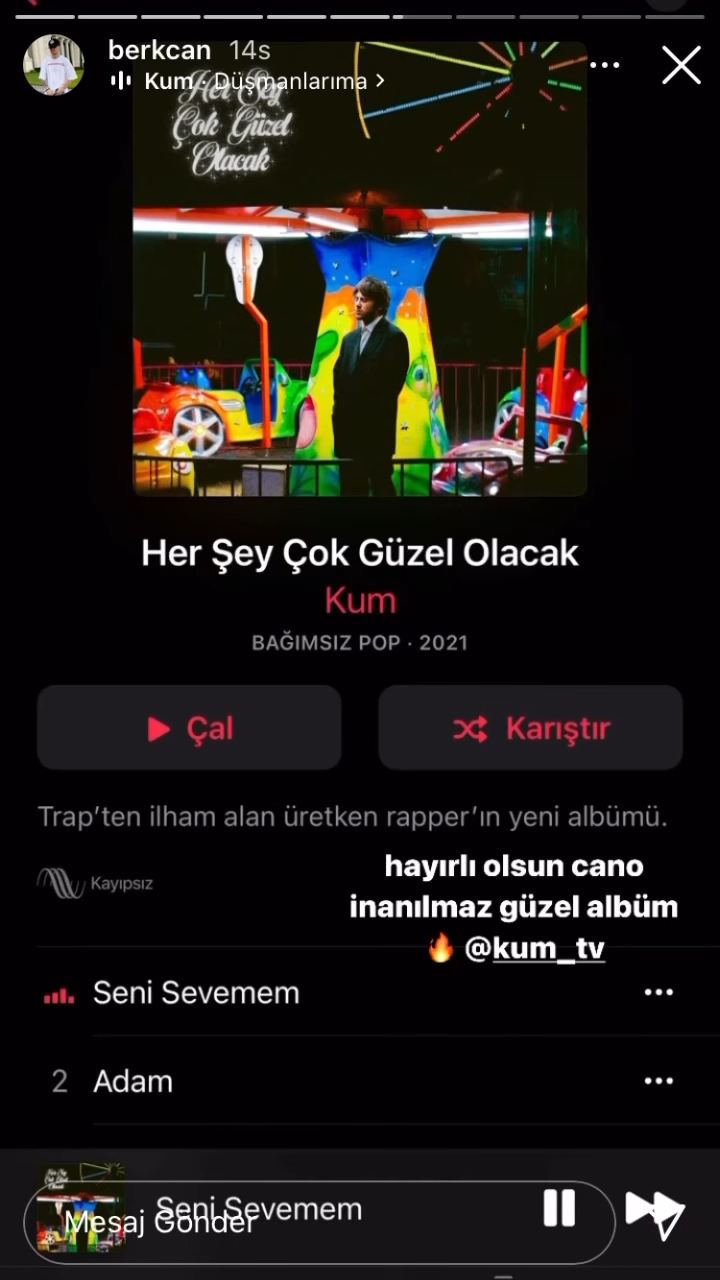 berkcan 14s
Kum · Düşmanlarıma >
Her Şey
Çok Güzel
Olacak
Her Şey Çok Güzel Olacak
Kum
BAĞIMSIZ POP · 2021
Çal
Karıştır
Trap’ten ilham alan üretken rapper’ın yeni albümü.
Kayıpsız
hayırlı olsun cano
inanılmaz güzel albüm
🔥 @kum_tv
Seni Sevemem
2 Adam
Seni Sevemem
Mesaj Gönder